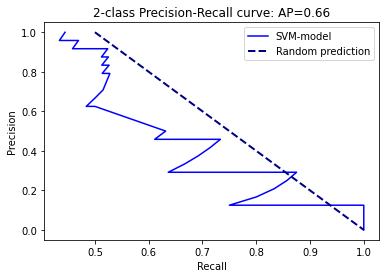 2-class Precision-Recall curve: AP=0.66
SVM-model
Random prediction
Precision
1.0
0.8
0.6
0.4
0.2
0.0
0.5 0.6 0.7 0.8 0.9 1.0
Recall